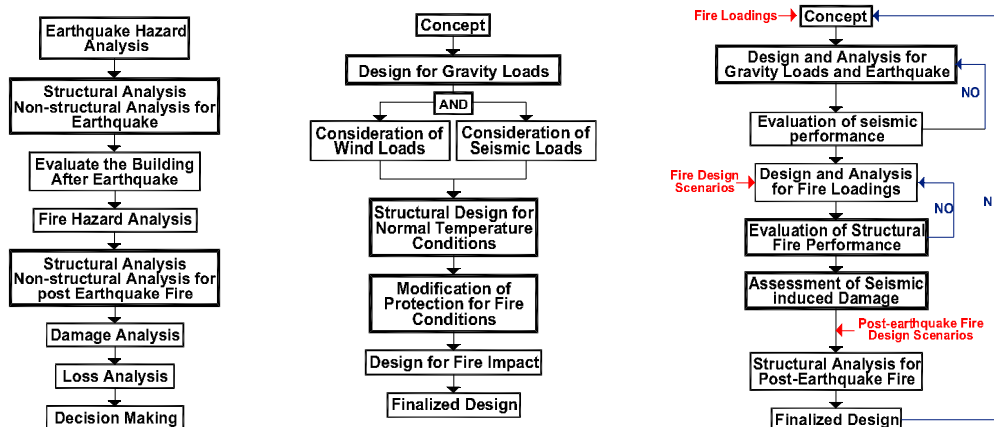 Earthquake Hazard
Analysis
Structural Analysis
Non-structural Analysis for
Earthquake
Evaluate the Building
After Earthquake
Fire Hazard Analysis
Structural Analysis
Non-structural Analysis for
post Earthquake Fire
Damage Analysis
Loss Analysis
Decision Making
Concept
Design for Gravity Loads
AND
Consideration of
Wind Loads
Consideration of
Seismic Loads
Structural Design for
Normal Temperature
Conditions
Modification of
Protection for Fire
Conditions
Design for Fire Impact
Finalized Design
Fire Loadings
Concept
Design and Analysis for
Gravity Loads and Earthquake
NO
Evaluation of seismic
performance
Fire Design
Scenarios
Design and Analysis
for Fire Loadings
NO
N
Evaluation of Structural
Fire Performance
Assessment of Seismic
induced Damage
Post-earthquake Fire
Design Scenarios
Structural Analysis for
Post-Earthquake Fire
Finalized Design